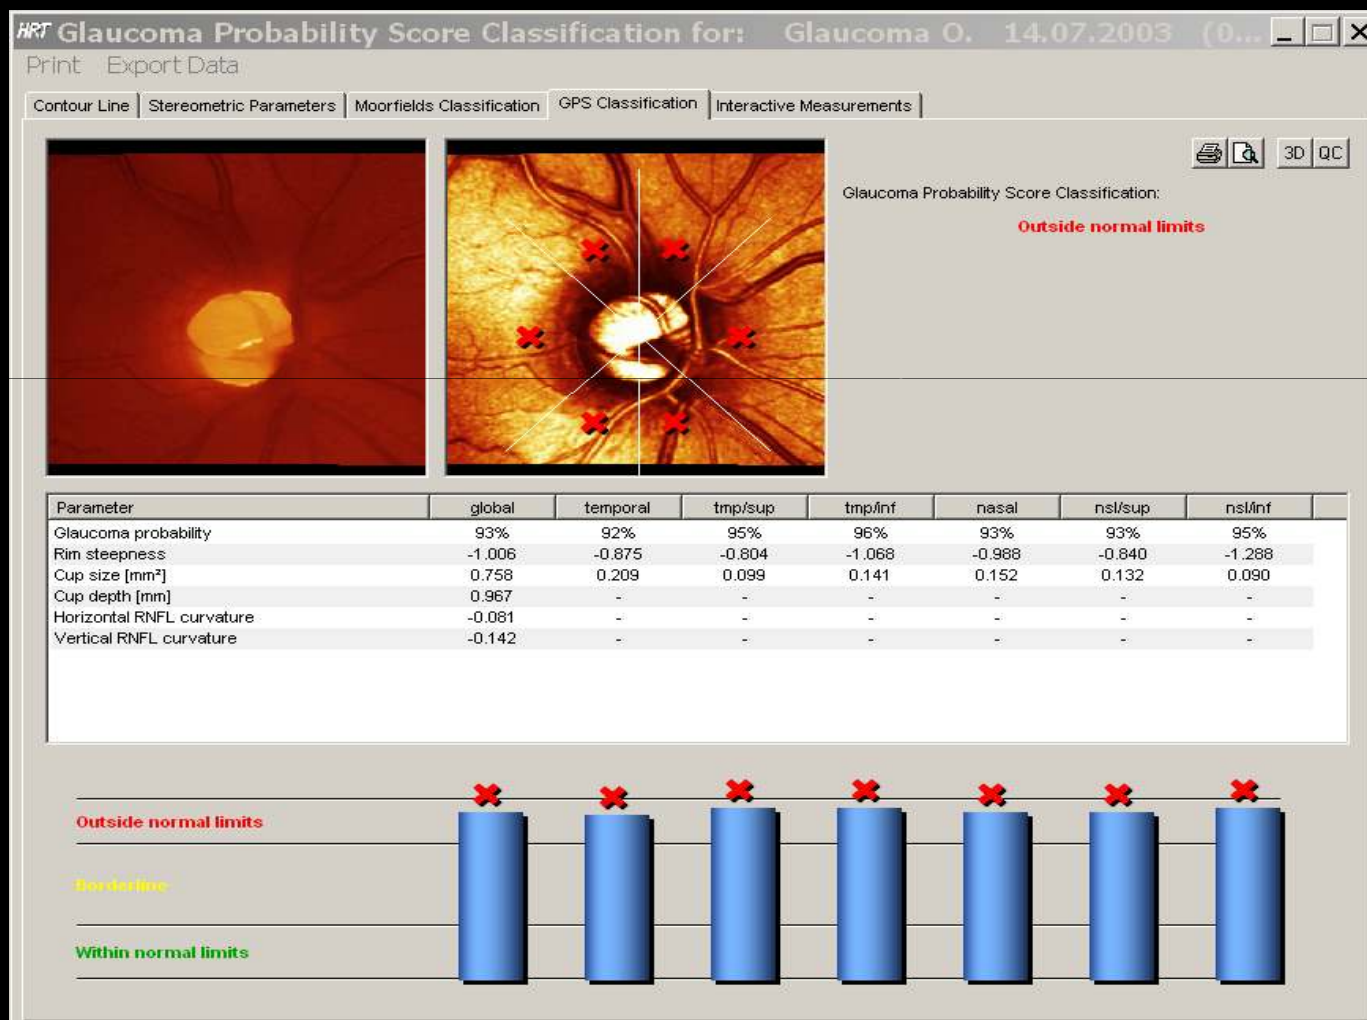 HRT Glaucoma Probability Score Classification for: Glaucoma O. 14.07.2003 (0...
Print Export Data
Contour Line Stereometric Parameters Moorfields Classification GPS Classification Interactive Measurements
3D QC
Glaucoma Probability Score Classification:
Outside normal limits
Parameter global temporal tmp/sup tmp/inf nasal nsl/sup nsl/inf
Glaucoma probability 93% 92% 95% 96% 93% 93% 95%
Rim steepness -1.006 -0.875 -0.804 -1.068 -0.988 -0.840 -1.288
Cup size [mm²] 0.758 0.209 0.099 0.141 0.152 0.132 0.090
Cup depth [mm] 0.967 - - - - - -
Horizontal RNFL curvature -0.081 - - - - - -
Vertical RNFL curvature -0.142 - - - - - -
Outside normal limits
Borderline
Within normal limits